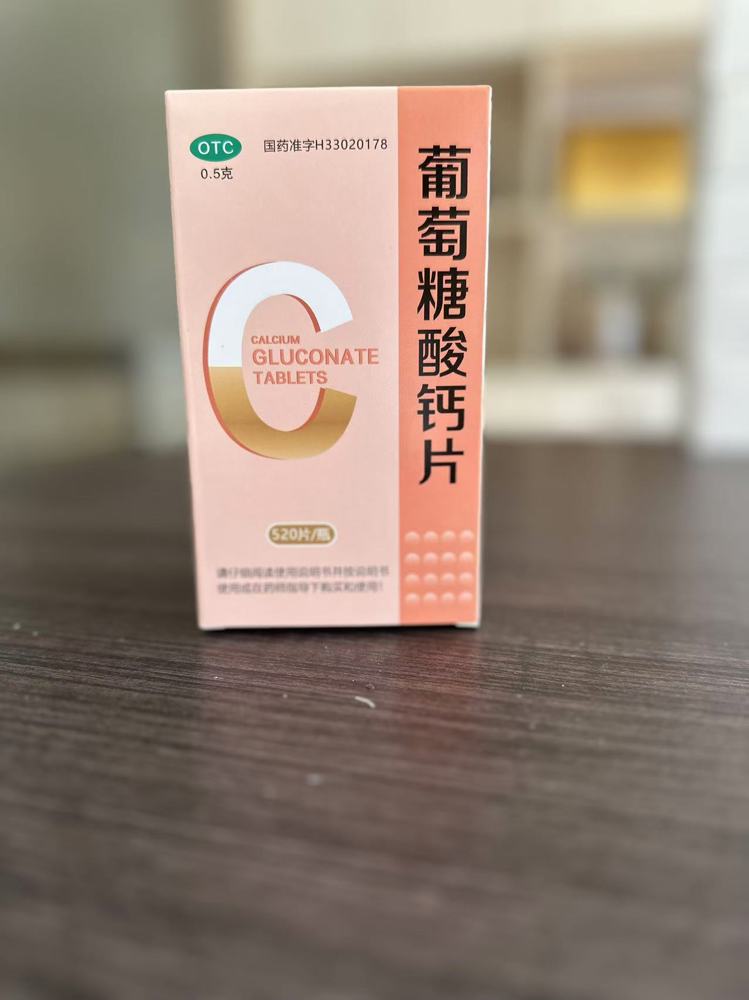 OTC
国药准字H33020178
0.5克
葡萄糖酸钙片
CALCIUM
GLUCONATE
TABLETS
520片/瓶
请仔细阅读使用说明书并按说明书
使用或在药师指导下购买和使用!